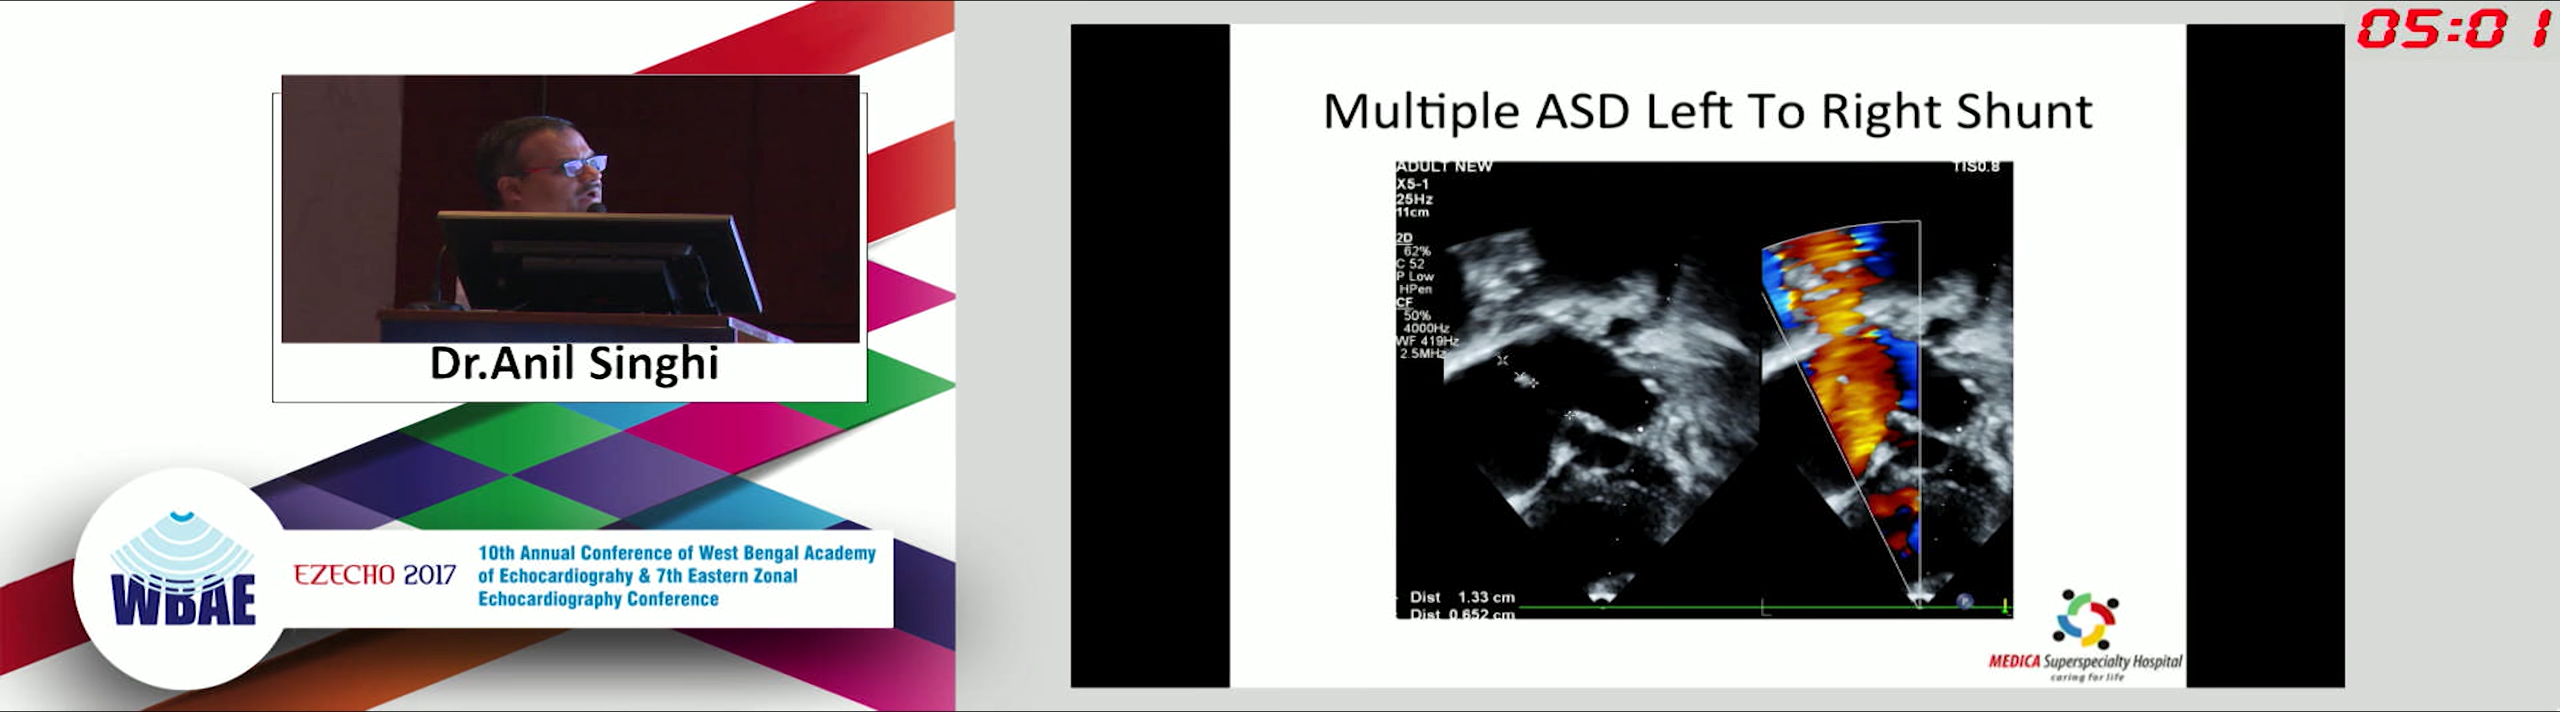 Dr.Anil Singhi
WBAE
EZECHO 2017
10th Annual Conference of West Bengal Academy
of Echocardiograhy & 7th Eastern Zonal
Echocardiography Conference
05:01
Multiple ASD Left To Right Shunt
ADULT NEW
TIS0.8
X5-1
25Hz
11cm
2D
62%
C 52
P Low
HPen
CF
50%
4000Hz
WF 419Hz
2.5MHz
Dist 1.33 cm
Dist 0.652 cm
P
MEDICA Superspecialty Hospital
caring for life